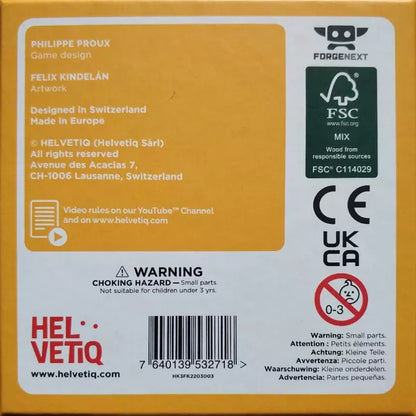 PHILIPPE PROUX
Game design
FELIX KINDELÁN
Artwork
Designed in Switzerland
Made in Europe
© HELVETIQ (Helvetiq Sàrl)
All rights reserved
Avenue des Acacias 7,
CH-1006 Lausanne, Switzerland
Video rules on our YouTube™ Channel
and on www.helvetiq.com
FORGENEXT
FSC
www.fsc.org
MIX
Wood from
responsible sources
FSC® C114029
CE
UK
CA
0-3
WARNING
CHOKING HAZARD — Small parts.
Not suitable for children under 3 yrs.
HEL
VETiQ
www.helvetiq.com
7 640139 532718 >
HKSFK2203003
Warning: Small parts.
Attention : Petits éléments.
Achtung: Kleine Teile.
Avvertenza: Piccole parti.
Waarschuwing: Kleine onderdelen.
Advertencia: Partes pequeñas.